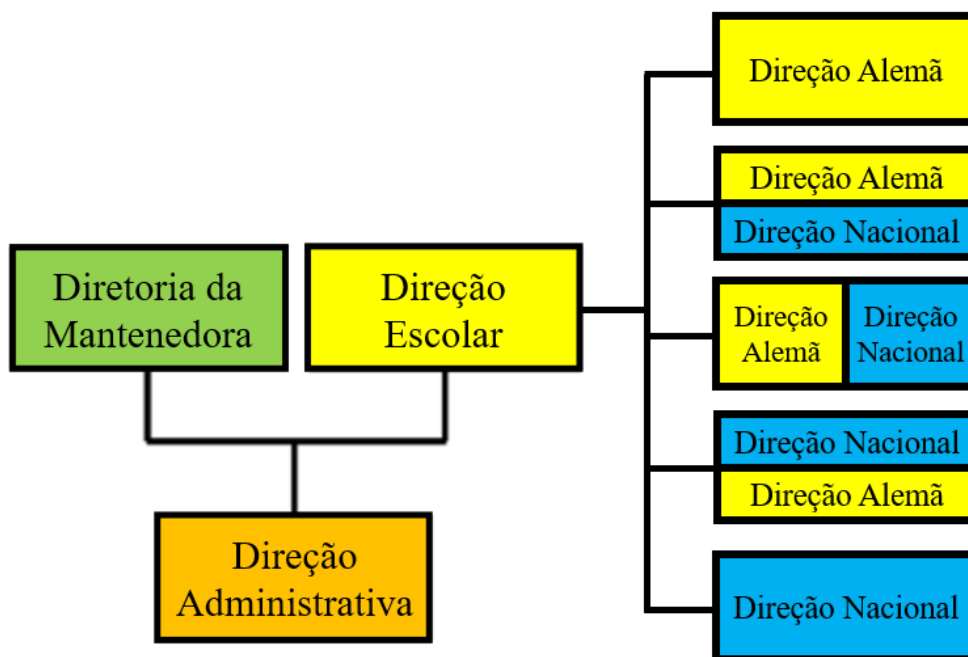 Diretoria da
Mantenedora
Direção
Escolar
Direção
Administrativa
Direção Alemã
Direção Alemã
Direção Nacional
Direção
Alemã
Direção
Nacional
Direção Nacional
Direção Alemã
Direção Nacional